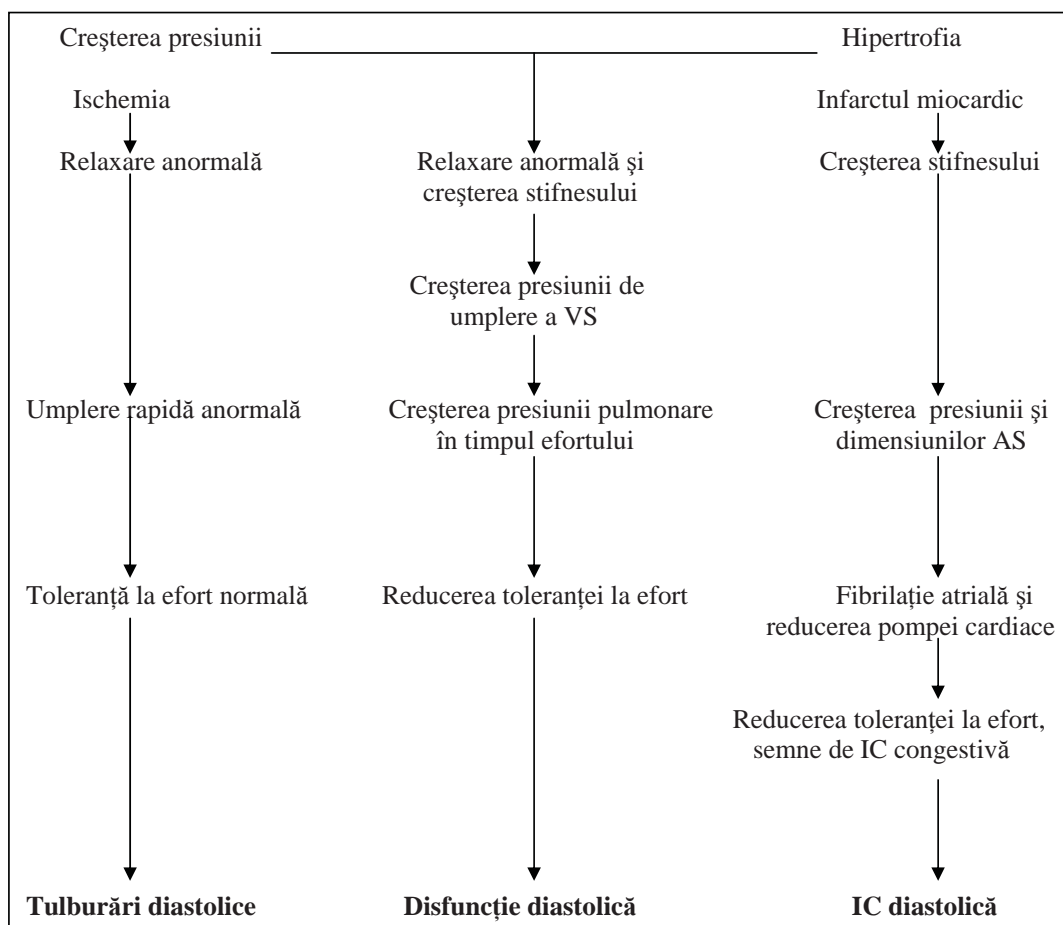 Creşterea presiunii
Hipertrofia
Ischemia
Infarctul miocardic
Relaxare anormală
Relaxare anormală şi
creşterea stifnesului
Creşterea stifnesului
Creşterea presiunii de
umplere a VS
Umplere rapidă anormală
Creşterea presiunii pulmonare
în timpul efortului
Creşterea presiunii şi
dimensiunilor AS
Toleranţă la efort normală
Reducerea toleranţei la efort
Fibrilaţie atrială şi
reducerea pompei cardiace
Reducerea toleranţei la efort,
semne de IC congestivă
Tulburări diastolice
Disfuncţie diastolică
IC diastolică